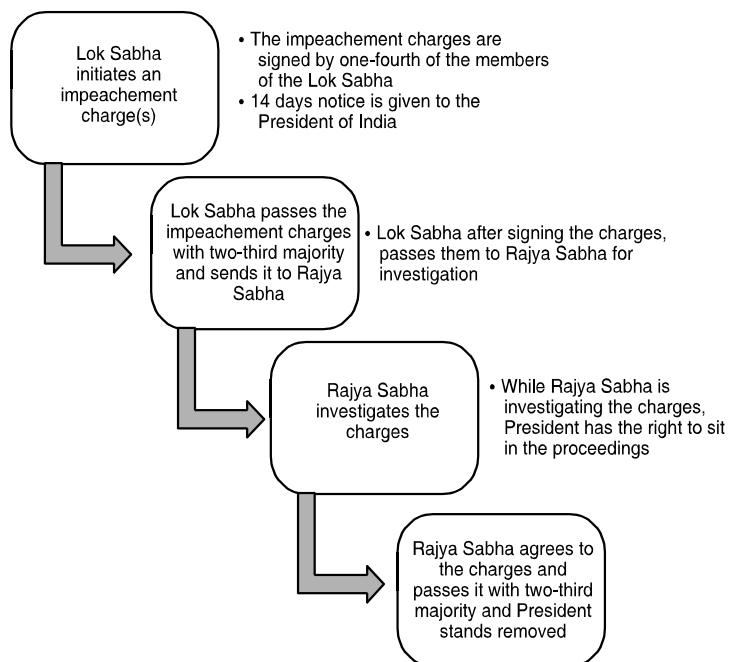 Lok Sabha
initiates an
impeachement
charge(s)
• The impeachement charges are
signed by one-fourth of the members
of the Lok Sabha
• 14 days notice is given to the
President of India
Lok Sabha passes the
impeachement charges
with two-third majority
and sends it to Rajya
Sabha
• Lok Sabha after signing the charges,
passes them to Rajya Sabha for
investigation
Rajya Sabha
investigates the
charges
• While Rajya Sabha is
investigating the charges,
President has the right to sit
in the proceedings
Rajya Sabha agrees to
the charges and
passes it with two-third
majority and President
stands removed